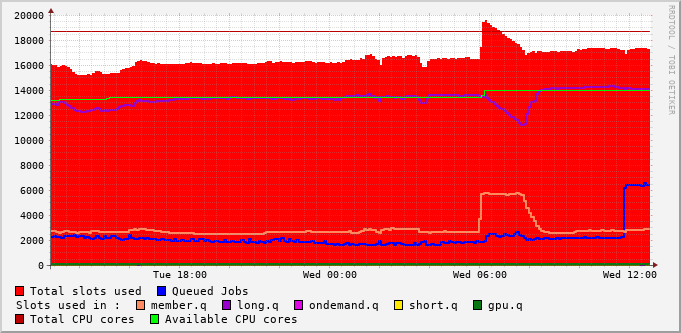 20000
18000
16000
14000
12000
10000
8000
6000
4000
2000
0
Tue 18:00 Wed 00:00 Wed 06:00 Wed 12:00
Total slots used Queued Jobs
Slots used in : member.q long.q ondemand.q short.q gpu.q
Total CPU cores Available CPU cores
RRDTOOL / TOBI OETIKER